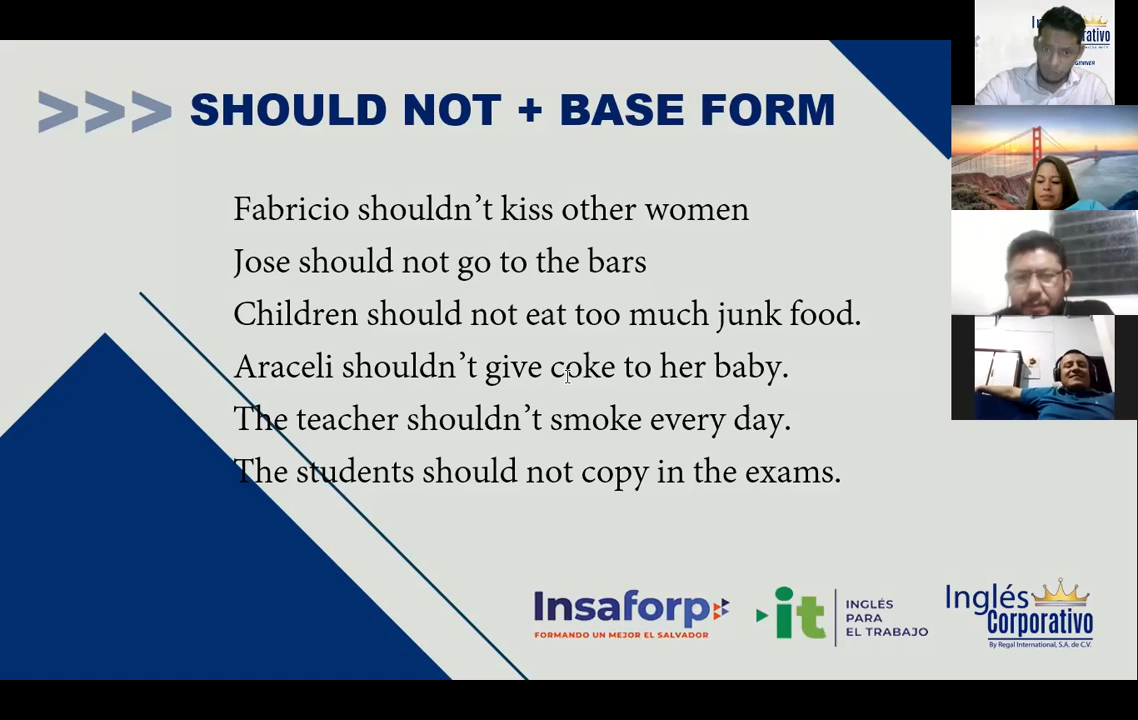 >>> SHOULD NOT + BASE FORM
Fabricio shouldn’t kiss other women
Jose should not go to the bars
Children should not eat too much junk food.
Araceli shouldn’t give coke to her baby.
The teacher shouldn’t smoke every day.
The students should not copy in the exams.
Insaforp
FORMANDO UN MEJOR EL SALVADOR
it
INGLÉS
PARA
EL TRABAJO
Inglés
Corporativo
By Regal International, S.A. de C.V.